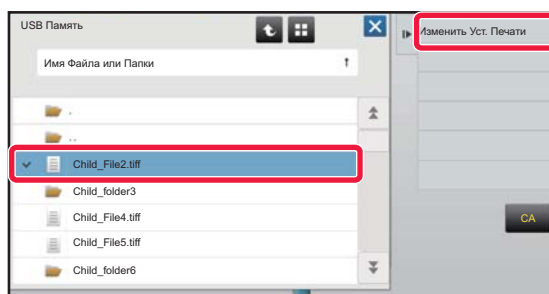 USB Память
Изменить Уст. Печати
Имя Файла или Папки
.
..
Child_File2.tiff
Child_folder3
Child_File4.tiff
Child_File5.tiff
Child_folder6
CA